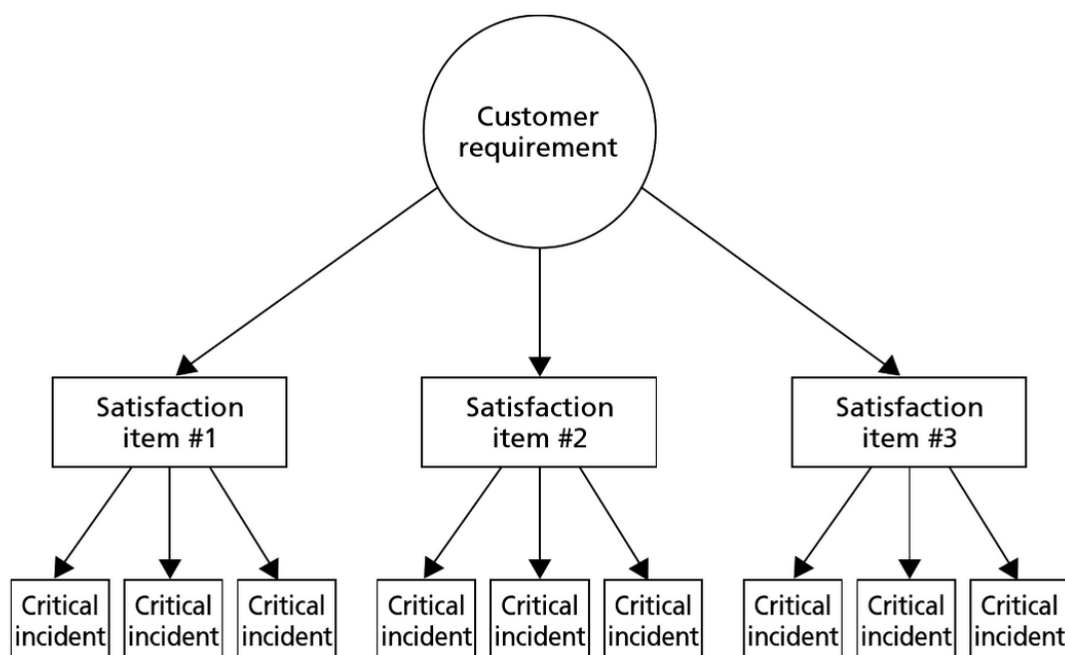 Customer
requirement
Satisfaction
item #1
Satisfaction
item #2
Satisfaction
item #3
Critical
incident
Critical
incident
Critical
incident
Critical
incident
Critical
incident
Critical
incident
Critical
incident
Critical
incident
Critical
incident